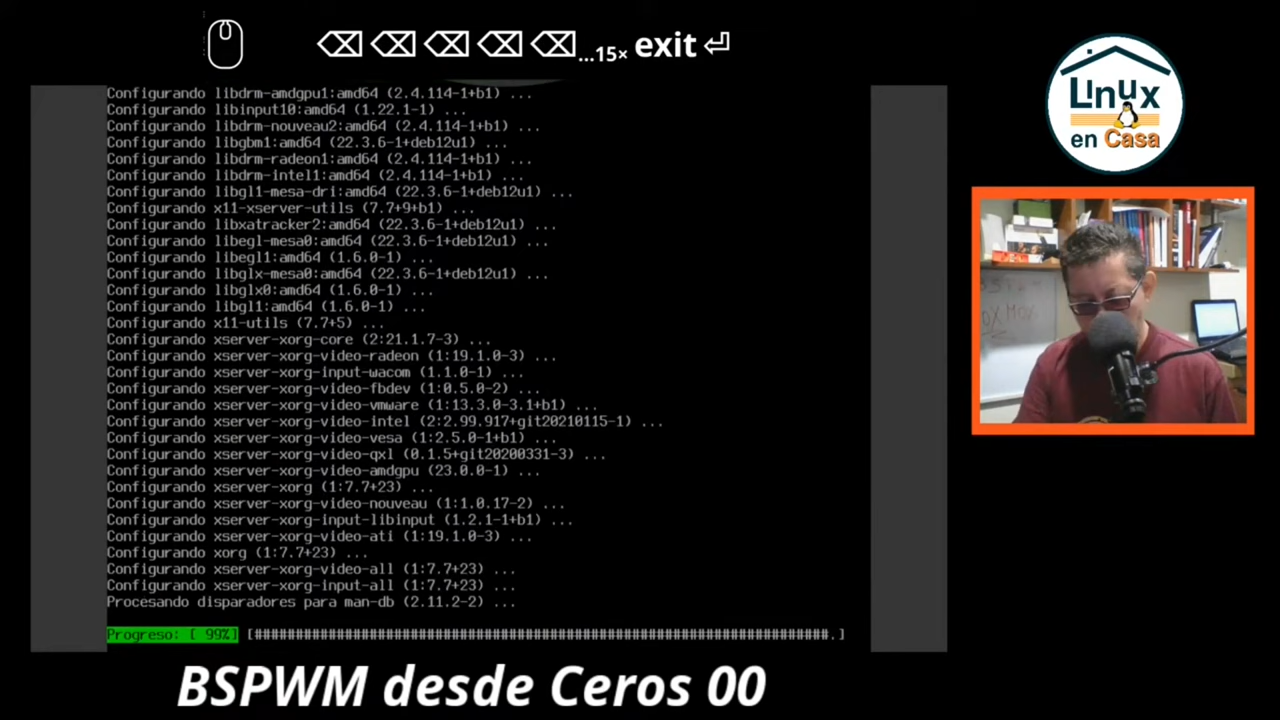 ...15× exit
Configurando libdrm-amdgpu1:amd64 (2.4.114-1+b1) ...
Configurando libinput10:amd64 (1.22.1-1) ...
Configurando libdrm-nouveau2:amd64 (2.4.114-1+b1) ...
Configurando libgbm1:amd64 (22.3.6-1+deb12u1) ...
Configurando libdrm-radeon1:amd64 (2.4.114-1+b1) ...
Configurando libdrm-intel1:amd64 (2.4.114-1+b1) ...
Configurando libgl1-mesa-dri:amd64 (22.3.6-1+deb12u1) ...
Configurando x11-xserver-utils (7.7+9+b1) ...
Configurando libxatracker2:amd64 (22.3.6-1+deb12u1) ...
Configurando libegl-mesa0:amd64 (22.3.6-1+deb12u1) ...
Configurando libegl1:amd64 (1.6.0-1) ...
Configurando libglx-mesa0:amd64 (22.3.6-1+deb12u1) ...
Configurando libglx0:amd64 (1.6.0-1) ...
Configurando libgl1:amd64 (1.6.0-1) ...
Configurando x11-utils (7.7+5) ...
Configurando xserver-xorg-core (2:21.1.7-3) ...
Configurando xserver-xorg-video-radeon (1:19.1.0-3) ...
Configurando xserver-xorg-input-wacom (1.1.0-1) ...
Configurando xserver-xorg-video-fbdev (1:0.5.0-2) ...
Configurando xserver-xorg-video-vmware (1:13.3.0-3.1+b1) ...
Configurando xserver-xorg-video-intel (2:2.99.917+git20210115-1) ...
Configurando xserver-xorg-video-vesa (1:2.5.0-1+b1) ...
Configurando xserver-xorg-video-qxl (0.1.5+git20200331-3) ...
Configurando xserver-xorg-video-amdgpu (23.0.0-1) ...
Configurando xserver-xorg (1:7.7+23) ...
Configurando xserver-xorg-video-nouveau (1:1.0.17-2) ...
Configurando xserver-xorg-input-libinput (1.2.1-1+b1) ...
Configurando xserver-xorg-video-ati (1:19.1.0-3) ...
Configurando xorg (1:7.7+23) ...
Configurando xserver-xorg-video-all (1:7.7+23) ...
Configurando xserver-xorg-input-all (1:7.7+23) ...
Procesando disparadores para man-db (2.11.2-2) ...
Progreso: [ 99%] [######################################################################################.]
BSPWM desde Ceros 00
Linux
en Casa